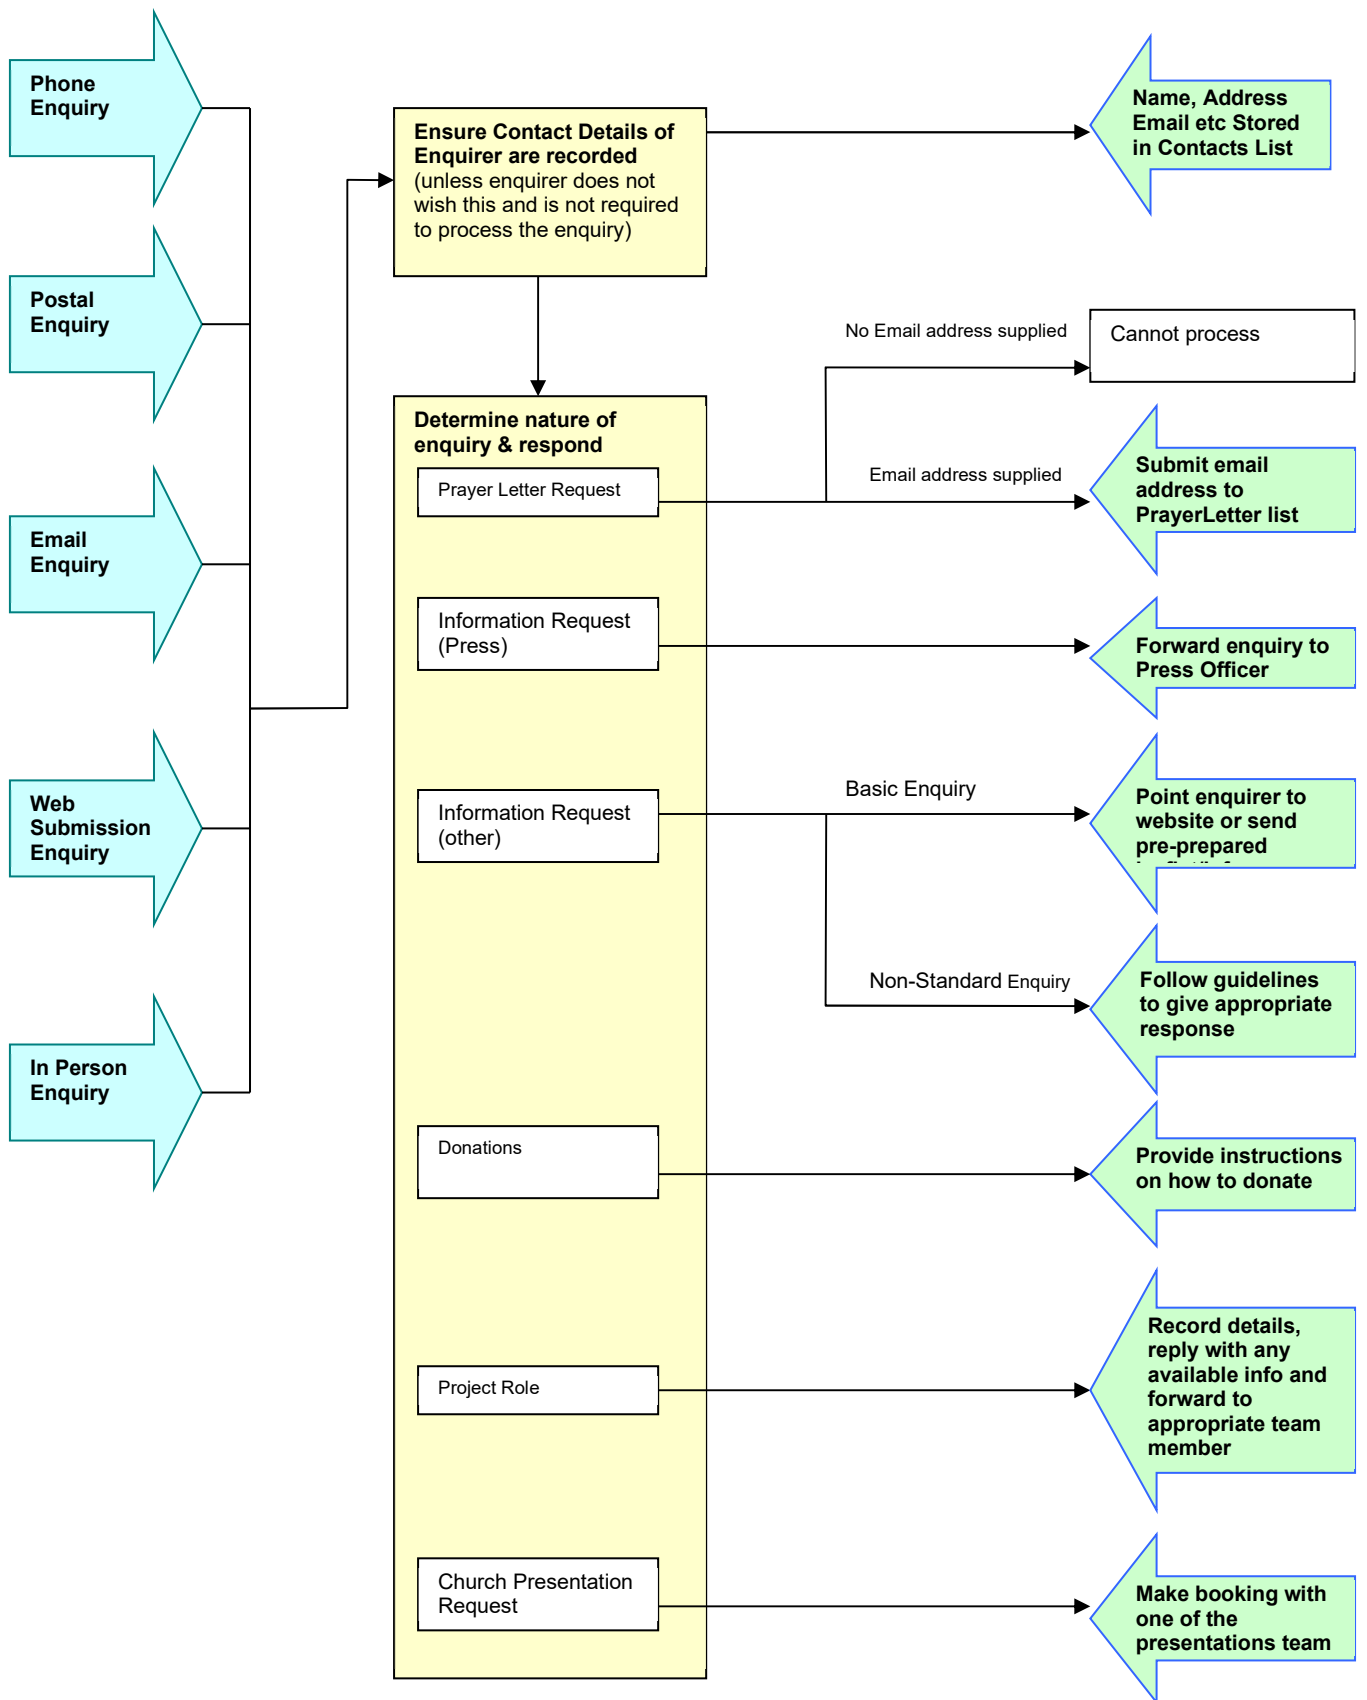 Phone
Enquiry
Postal
Enquiry
Email
Enquiry
Web
Submission
Enquiry
In Person
Enquiry
Ensure Contact Details of
Enquirer are recorded
(unless enquirer does not
wish this and is not required
to process the enquiry)
Name, Address
Email etc Stored
in Contacts List
Determine nature of
enquiry & respond
Prayer Letter Request
No Email address supplied
Cannot process
Email address supplied
Submit email
address to
PrayerLetter list
Information Request
(Press)
Forward enquiry to
Press Officer
Information Request
(other)
Basic Enquiry
Point enquirer to
website or send
pre-prepared
Non-Standard Enquiry
Follow guidelines
to give appropriate
response
Donations
Provide instructions
on how to donate
Project Role
Record details,
reply with any
available info and
forward to
appropriate team
member
Church Presentation
Request
Make booking with
one of the
presentations team